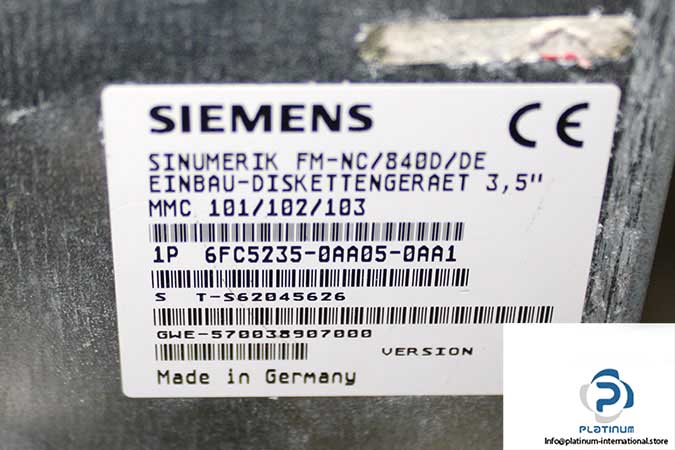 SIEMENS CE
SINUMERIK FM-NC/840D/DE
EINBAU-DISKETTENGERAET 3,5"
MMC 101/102/103
1P 6FC5235-0AA05-0AA1
S T-S62045626
GWE-570038907000
VERSION
Made in Germany
PLATINUM
Info@platinum-international.store